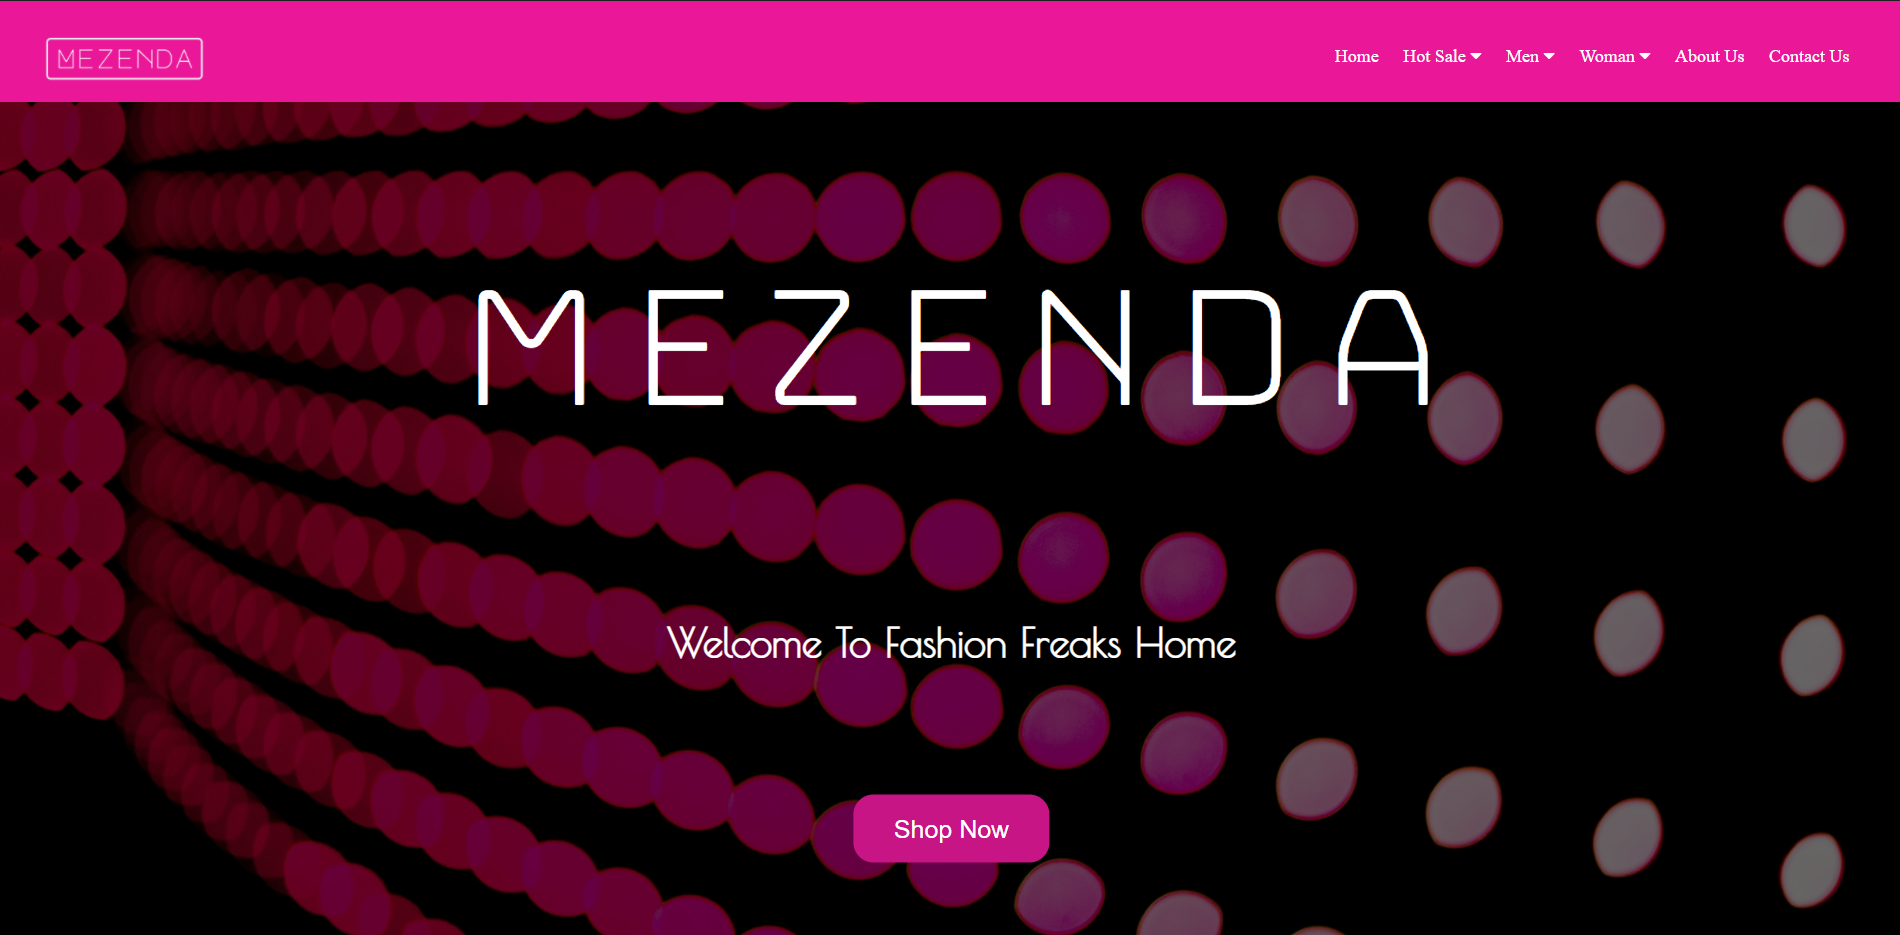 MEZENDA
Home Hot Sale Men Woman About Us Contact Us
MEZENDA
Welcome To Fashion Freaks Home
Shop Now